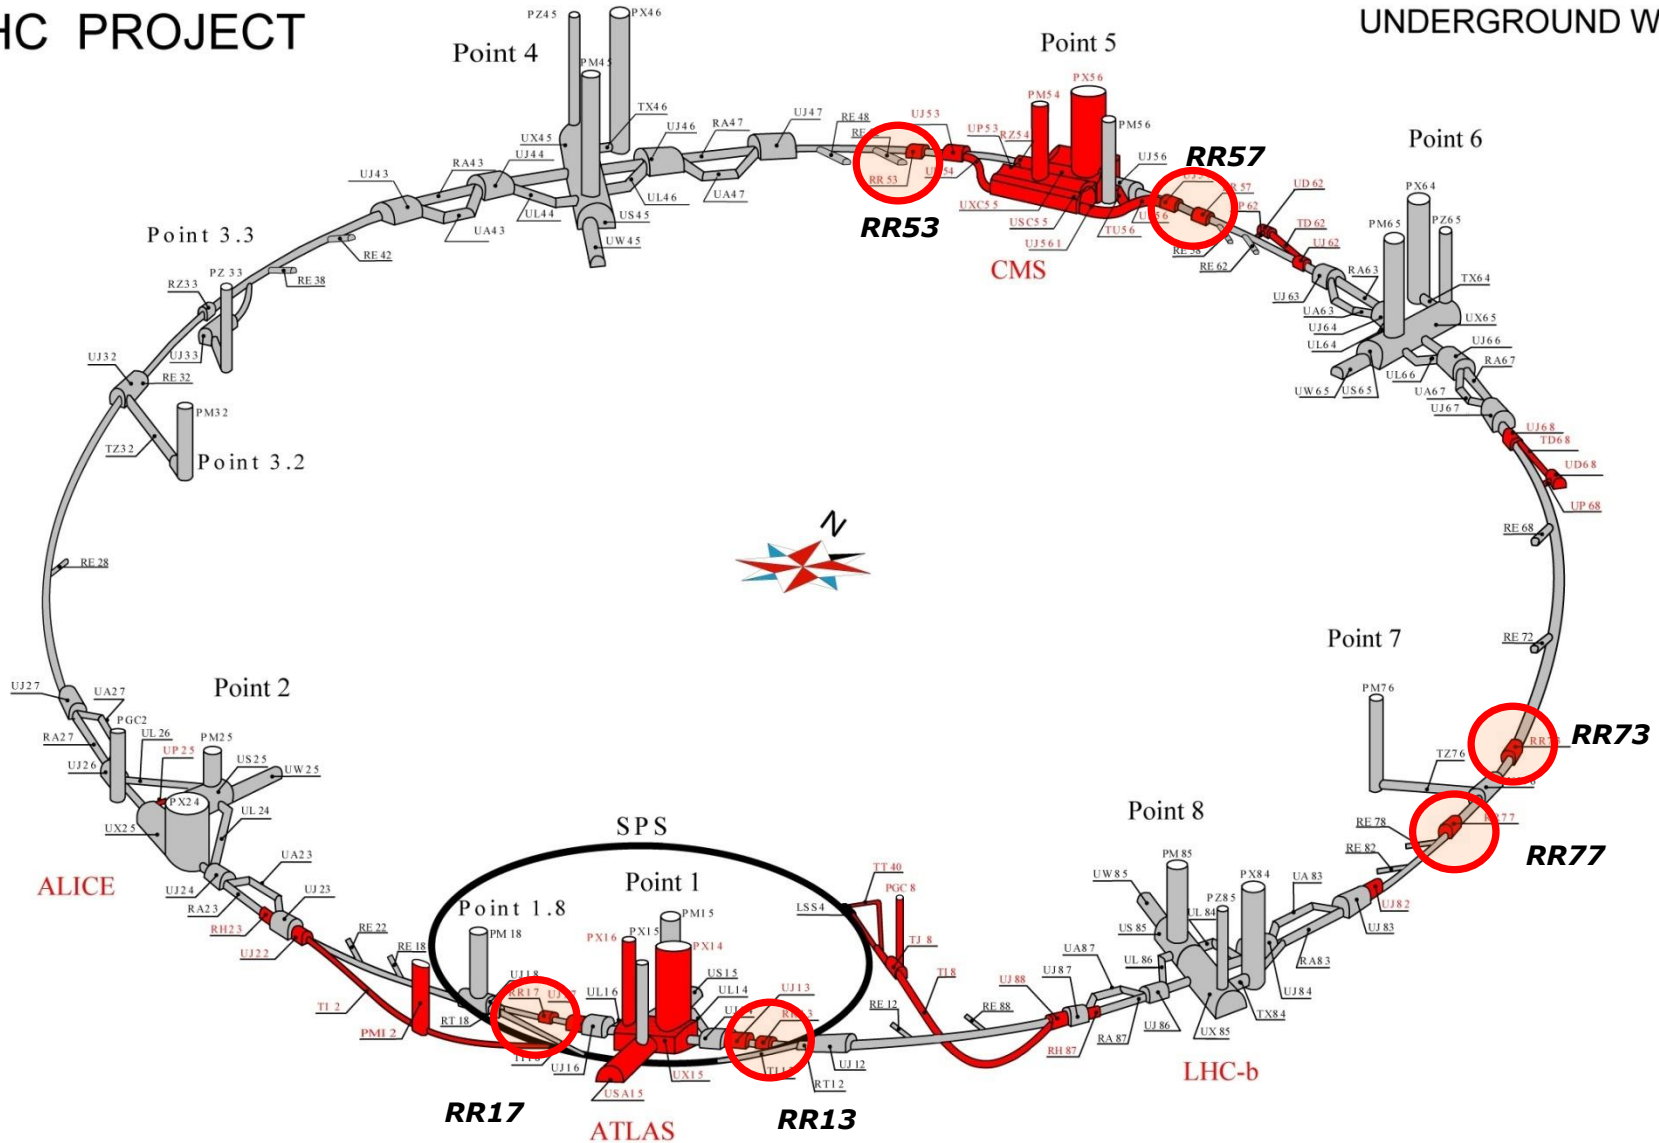 HC PROJECT
UNDERGROUND W
Point 4
PZ45
PX46
PM45
TX46
UX45
UJ46
RA47
UJ47
RE48
RA43
UJ44
UJ43
UL46
UA47
UL44
US45
UA43
UW45
RE42
Point 5
PX56
PM54
PM56
UJ53
UP53
RZ54
RR53
RR53
UJ56
RR57
UXC55
USC55
UJ561
TU56
CMS
RE62
UD62
TD62
UJ62
UJ63
Point 6
PX64
PM65
PZ65
TX64
RA63
UX65
UA63
UJ64
UL64
UJ66
RA67
UL66
UW65
US65
UA67
UJ67
UJ68
TD68
UD68
UP68
RE68
RE72
Point 3.3
PZ33
RZ33
RE38
UJ33
UJ32
RE32
PM32
TZ32
Point 3.2
N
RE28
Point 2
UJ27
UA27
PGC2
UL26
PM25
RA27
UP25
US25
UW25
UJ26
PX24
UL24
UX25
UA23
ALICE
UJ24
UJ23
RA23
RH23
UJ22
RE22
RE18
TI2
PMI2
SPS
Point 1
Point 1.8
PM18
PM15
PX16
PX15
PX14
UJ18
RR17
UL16
US15
UL14
UJ13
RT18
UJ16
UX15
USA15
RT12
UJ12
RR17
RR13
ATLAS
LSS4
TT40
PGC8
TJ8
TI8
RE12
RE88
UJ88
UJ87
UA87
RH87
RA87
UJ86
UL86
Point 8
PM85
UW85
PX84
PZ85
UA83
UL84
US85
UJ82
UJ83
RA83
UJ84
TX84
UX85
LHC-b
Point 7
PM76
TZ76
RR73
RE78
RR77
RE82
RR77